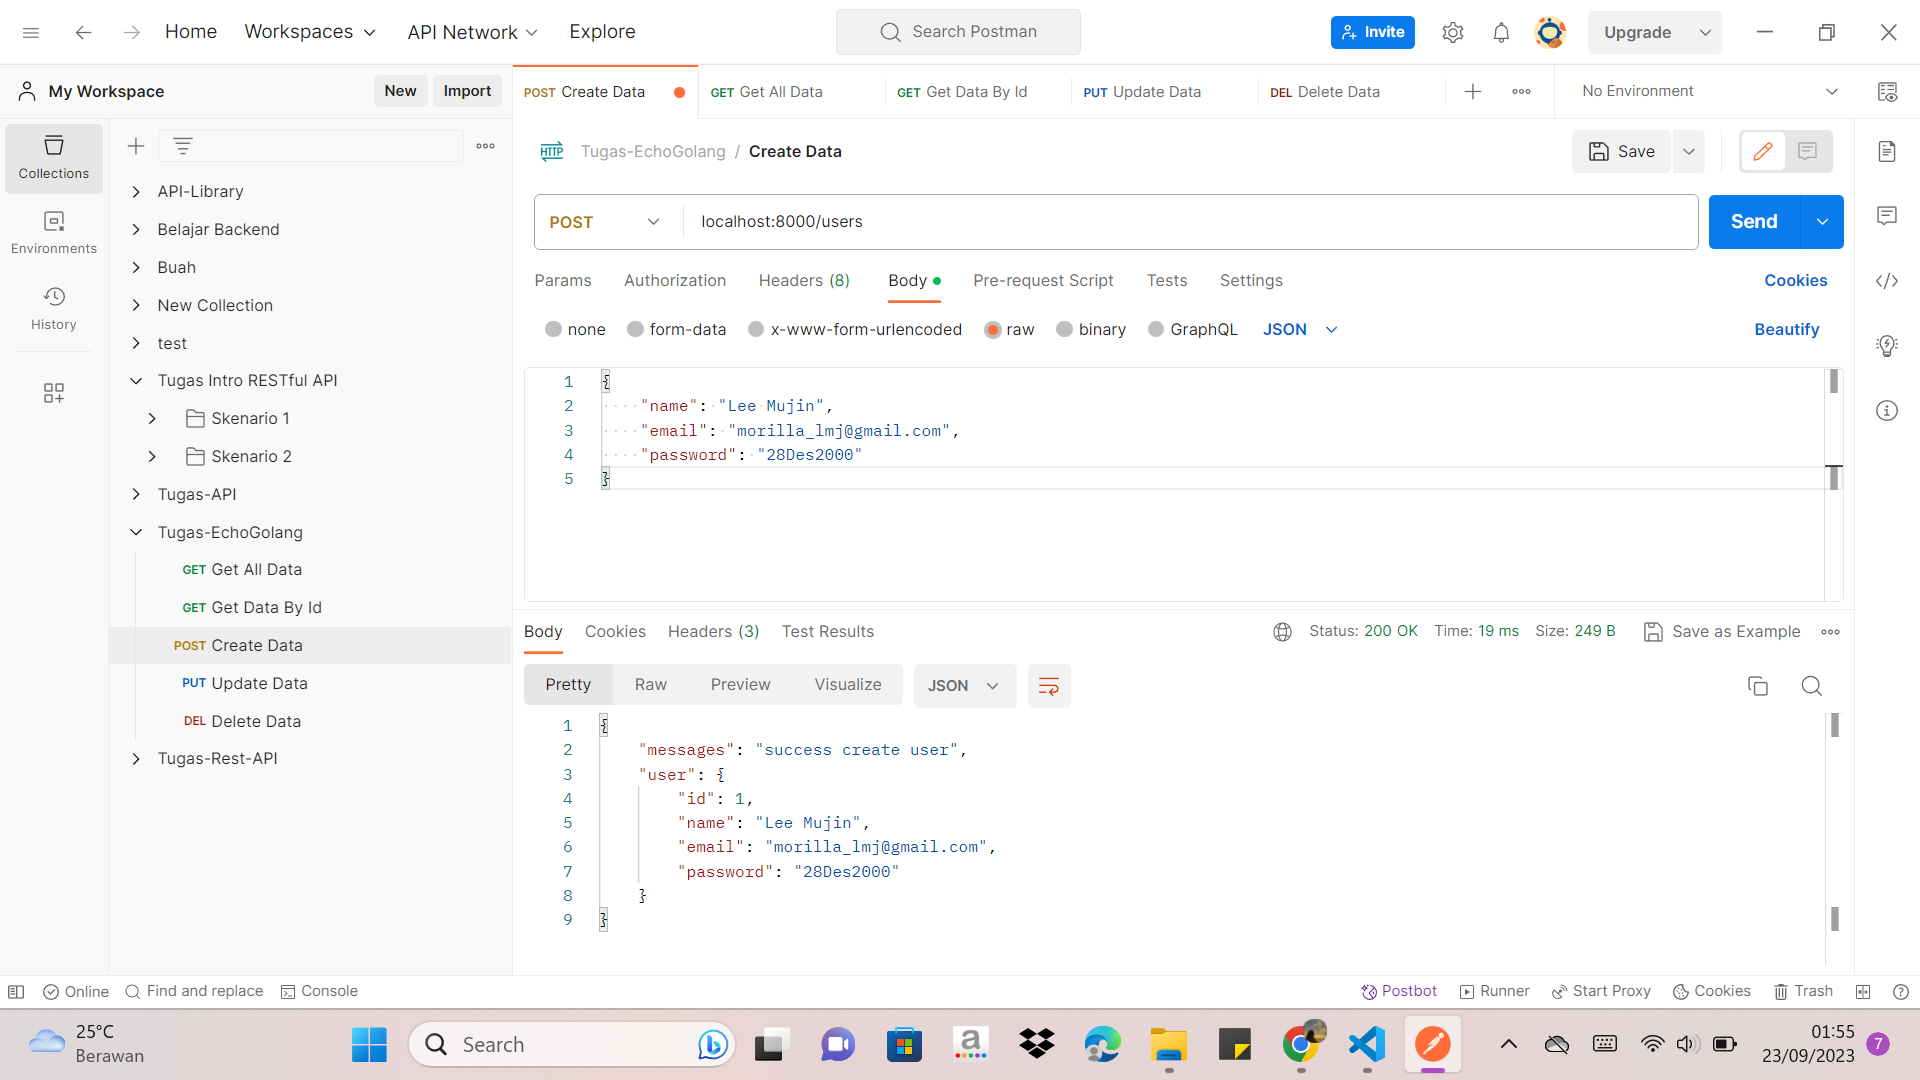 Home Workspaces API Network Explore Search Postman Invite Upgrade
My Workspace New Import
POST Create Data GET Get All Data GET Get Data By Id PUT Update Data DEL Delete Data No Environment
Collections
Environments
History
API-Library
Belajar Backend
Buah
New Collection
test
Tugas Intro RESTful API
Skenario 1
Skenario 2
Tugas-API
Tugas-EchoGolang
GET Get All Data
GET Get Data By Id
POST Create Data
PUT Update Data
DEL Delete Data
Tugas-Rest-API
HTTP Tugas-EchoGolang / Create Data Save
POST localhost:8000/users Send
Params Authorization Headers (8) Body Pre-request Script Tests Settings Cookies
none form-data x-www-form-urlencoded raw binary GraphQL JSON Beautify
1 {
2 "name": "Lee Mujin",
3 "email": "morilla_lmj@gmail.com",
4 "password": "28Des2000"
5 }
Body Cookies Headers (3) Test Results Status: 200 OK Time: 19 ms Size: 249 B Save as Example
Pretty Raw Preview Visualize JSON
1 {
2 "messages": "success create user",
3 "user": {
4 "id": 1,
5 "name": "Lee Mujin",
6 "email": "morilla_lmj@gmail.com",
7 "password": "28Des2000"
8 }
9 }
Online Find and replace Console Postbot Runner Start Proxy Cookies Trash
25°C
Berawan
Search
a
01:55
23/09/2023
7